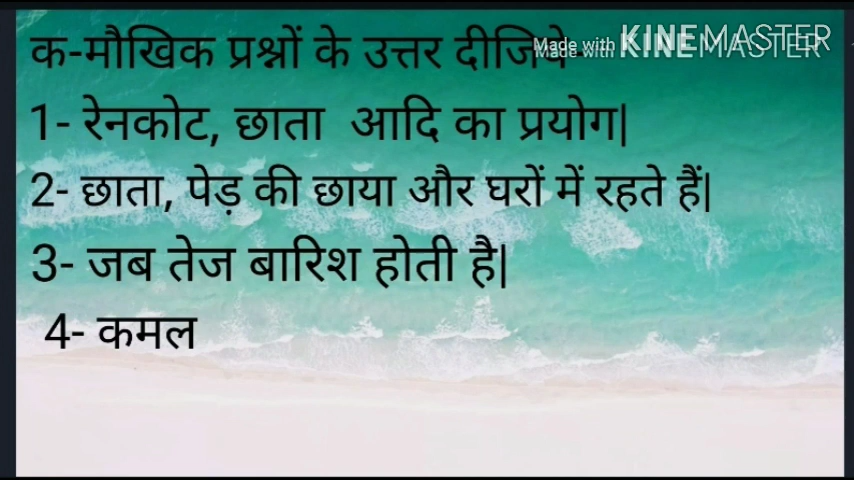 क-मौखिक प्रश्नों के उत्तर दीजिये-
Made with KINEMASTER
1- रेनकोट, छाता आदि का प्रयोग|
2- छाता, पेड़ की छाया और घरों में रहते हैं|
3- जब तेज बारिश होती है|
4- कमल